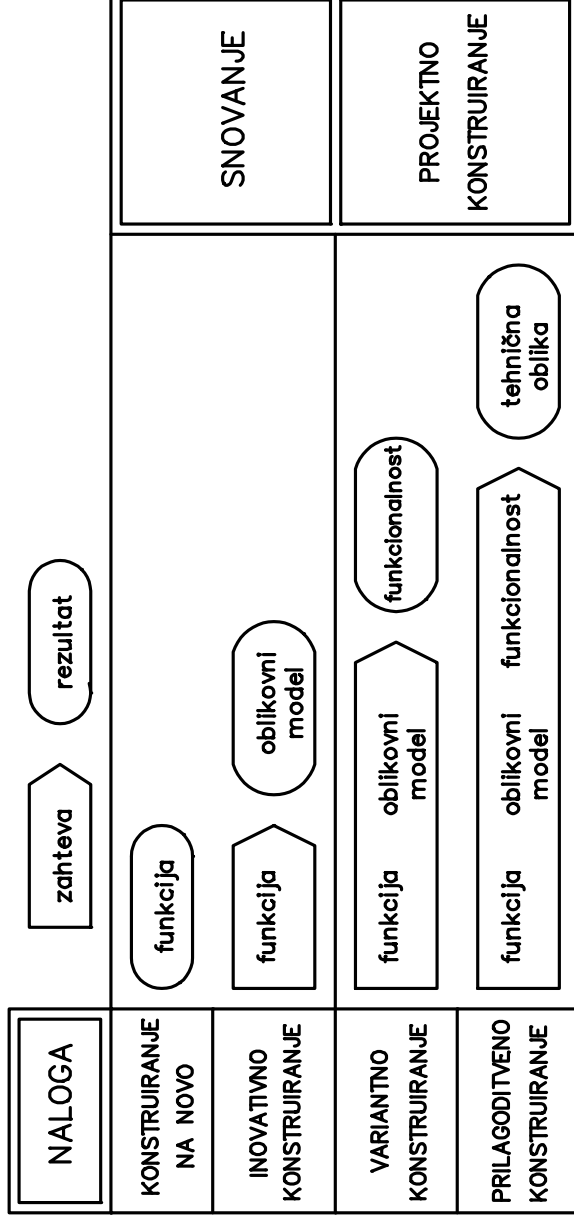 NALOGA
zahteva
rezultat
KONSTRUIRANJE
NA NOVO
funkcija
SNOVANJE
INOVATIVNO
KONSTRUIRANJE
funkcija
oblikovni
model
VARIANTNO
KONSTRUIRANJE
funkcija
oblikovni
model
funkcionalnost
PROJEKTNO
KONSTRUIRANJE
PRILAGODITVENO
KONSTRUIRANJE
funkcija
oblikovni
model
funkcionalnost
tehnična
oblika